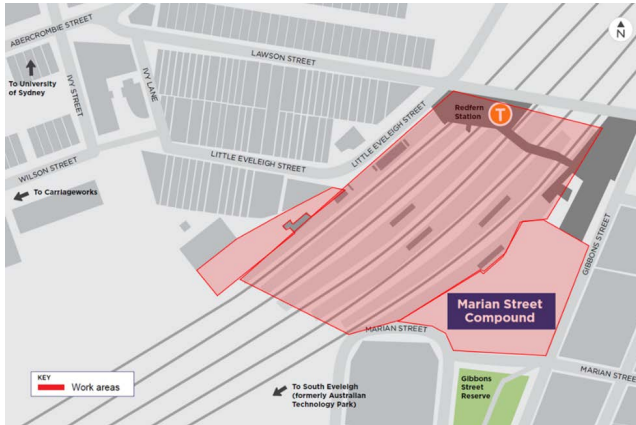 ABERCROMBIE STREET
LAWSON STREET
N
To University
of Sydney
IVY STREET
IVY LANE
Redfern
Station
T
LITTLE EVELEIGH STREET
LITTLE EVELEIGH STREET
WILSON STREET
To Carriageworks
GIBBONS STREET
Marian Street
Compound
MARIAN STREET
MARIAN STREET
KEY
Work areas
To South Eveleigh
(formerly Australian
Technology Park)
Gibbons
Street
Reserve